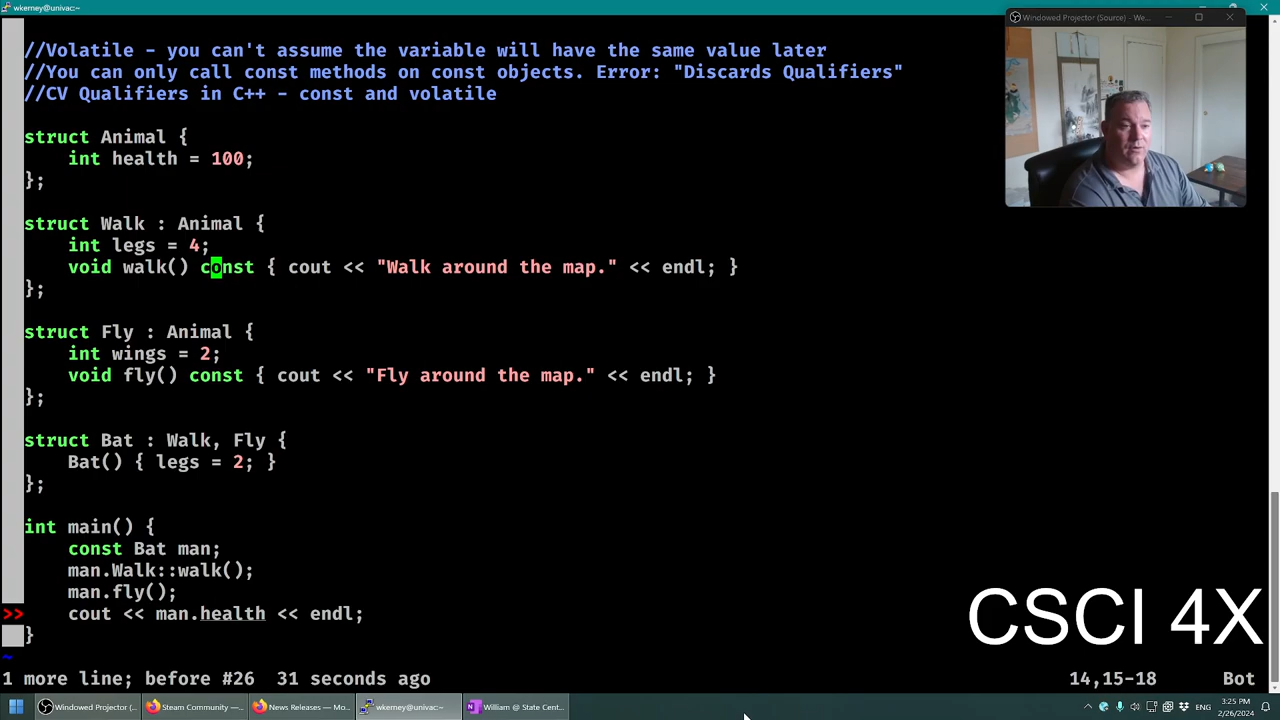 wkerney@univac:~
Windowed Projector (Source) - We...
//Volatile - you can't assume the variable will have the same value later
//You can only call const methods on const objects. Error: "Discards Qualifiers"
//CV Qualifiers in C++ - const and volatile
struct Animal {
int health = 100;
};
struct Walk : Animal {
int legs = 4;
void walk() const { cout << "Walk around the map." << endl; }
};
struct Fly : Animal {
int wings = 2;
void fly() const { cout << "Fly around the map." << endl; }
};
struct Bat : Walk, Fly {
Bat() { legs = 2; }
};
int main() {
const Bat man;
man.Walk::walk();
man.fly();
>> cout << man.health << endl;
}
~
CSCI 4X
1 more line; before #26 31 seconds ago 14,15-18 Bot
Windowed Projector (... Steam Community —... News Releases — Mo... wkerney@univac:~ William @ State Cent... 3:25 PM
2/26/2024